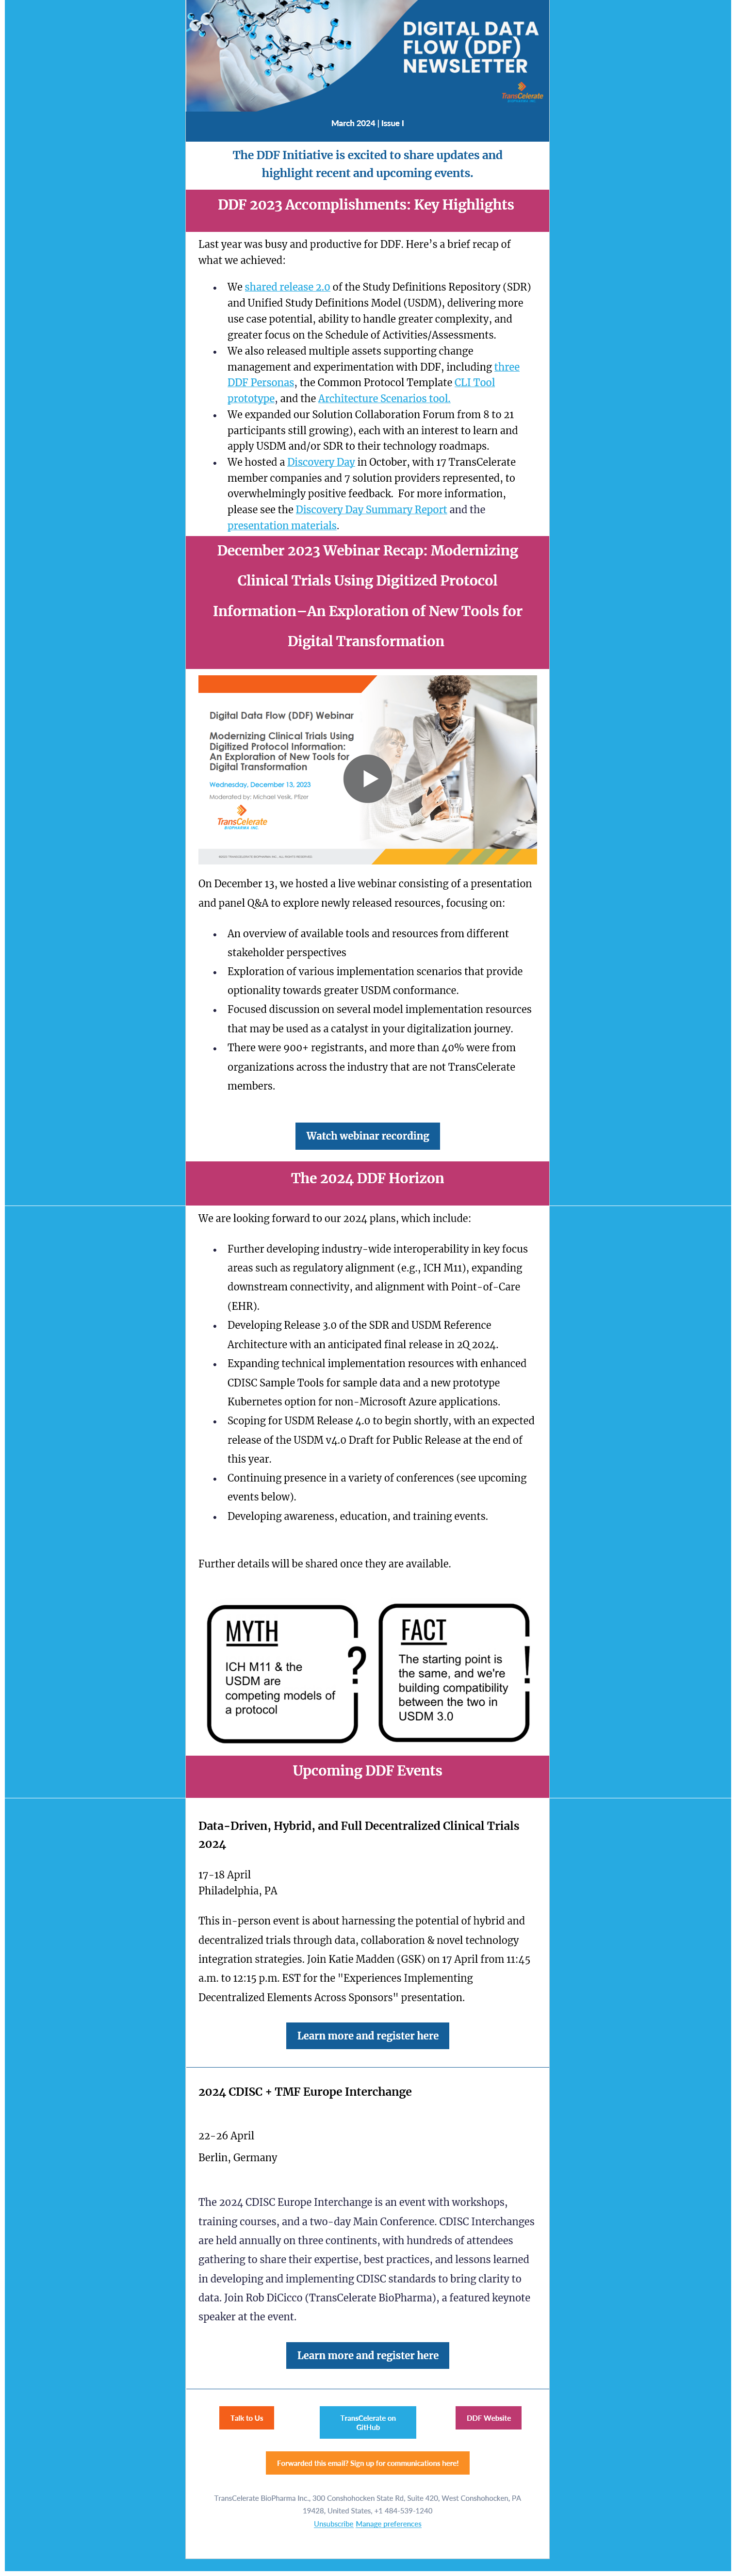 DIGITAL DATA
FLOW (DDF)
NEWSLETTER
TransCelerate
BIOPHARMA INC.
March 2024 | Issue I
The DDF Initiative is excited to share updates and
highlight recent and upcoming events.
DDF 2023 Accomplishments: Key Highlights
Last year was busy and productive for DDF. Here's a brief recap of
what we achieved:
• We shared release 2.0 of the Study Definitions Repository (SDR)
and Unified Study Definitions Model (USDM), delivering more
use case potential, ability to handle greater complexity, and
greater focus on the Schedule of Activities/Assessments.
• We also released multiple assets supporting change
management and experimentation with DDF, including three
DDF Personas, the Common Protocol Template CLI Tool
prototype, and the Architecture Scenarios tool.
• We expanded our Solution Collaboration Forum from 8 to 21
participants still growing), each with an interest to learn and
apply USDM and/or SDR to their technology roadmaps.
• We hosted a Discovery Day in October, with 17 TransCelerate
member companies and 7 solution providers represented, to
overwhelmingly positive feedback.  For more information,
please see the Discovery Day Summary Report and the
presentation materials.
December 2023 Webinar Recap: Modernizing
Clinical Trials Using Digitized Protocol
Information–An Exploration of New Tools for
Digital Transformation
Digital Data Flow (DDF) Webinar
Modernizing Clinical Trials Using
Digitized Protocol Information:
An Exploration of New Tools for
Digital Transformation
Wednesday, December 13, 2023
Moderated by: Michael Vesik, Pfizer
TransCelerate
BIOPHARMA INC.
©2023 TRANSCELERATE BIOPHARMA INC., ALL RIGHTS RESERVED.
On December 13, we hosted a live webinar consisting of a presentation
and panel Q&A to explore newly released resources, focusing on:
• An overview of available tools and resources from different
stakeholder perspectives
• Exploration of various implementation scenarios that provide
optionality towards greater USDM conformance.
• Focused discussion on several model implementation resources
that may be used as a catalyst in your digitalization journey.
• There were 900+ registrants, and more than 40% were from
organizations across the industry that are not TransCelerate
members.
Watch webinar recording
The 2024 DDF Horizon
We are looking forward to our 2024 plans, which include:
• Further developing industry-wide interoperability in key focus
areas such as regulatory alignment (e.g., ICH M11), expanding
downstream connectivity, and alignment with Point-of-Care
(EHR).
• Developing Release 3.0 of the SDR and USDM Reference
Architecture with an anticipated final release in 2Q 2024.
• Expanding technical implementation resources with enhanced
CDISC Sample Tools for sample data and a new prototype
Kubernetes option for non-Microsoft Azure applications.
• Scoping for USDM Release 4.0 to begin shortly, with an expected
release of the USDM v4.0 Draft for Public Release at the end of
this year.
• Continuing presence in a variety of conferences (see upcoming
events below).
• Developing awareness, education, and training events.
Further details will be shared once they are available.
MYTH
ICH M11 & the
USDM are
competing models of
a protocol
?
FACT
The starting point is
the same, and we're
building compatibility
between the two in
USDM 3.0
!
Upcoming DDF Events
Data-Driven, Hybrid, and Full Decentralized Clinical Trials
2024
17-18 April
Philadelphia, PA
This in-person event is about harnessing the potential of hybrid and
decentralized trials through data, collaboration & novel technology
integration strategies. Join Katie Madden (GSK) on 17 April from 11:45
a.m. to 12:15 p.m. EST for the "Experiences Implementing
Decentralized Elements Across Sponsors" presentation.
Learn more and register here
2024 CDISC + TMF Europe Interchange
22-26 April
Berlin, Germany
The 2024 CDISC Europe Interchange is an event with workshops,
training courses, and a two-day Main Conference. CDISC Interchanges
are held annually on three continents, with hundreds of attendees
gathering to share their expertise, best practices, and lessons learned
in developing and implementing CDISC standards to bring clarity to
data. Join Rob DiCicco (TransCelerate BioPharma), a featured keynote
speaker at the event.
Learn more and register here
Talk to Us
TransCelerate on
GitHub
DDF Website
Forwarded this email? Sign up for communications here!
TransCelerate BioPharma Inc., 300 Conshohocken State Rd, Suite 420, West Conshohocken, PA
19428, United States, +1 484-539-1240
Unsubscribe Manage preferences